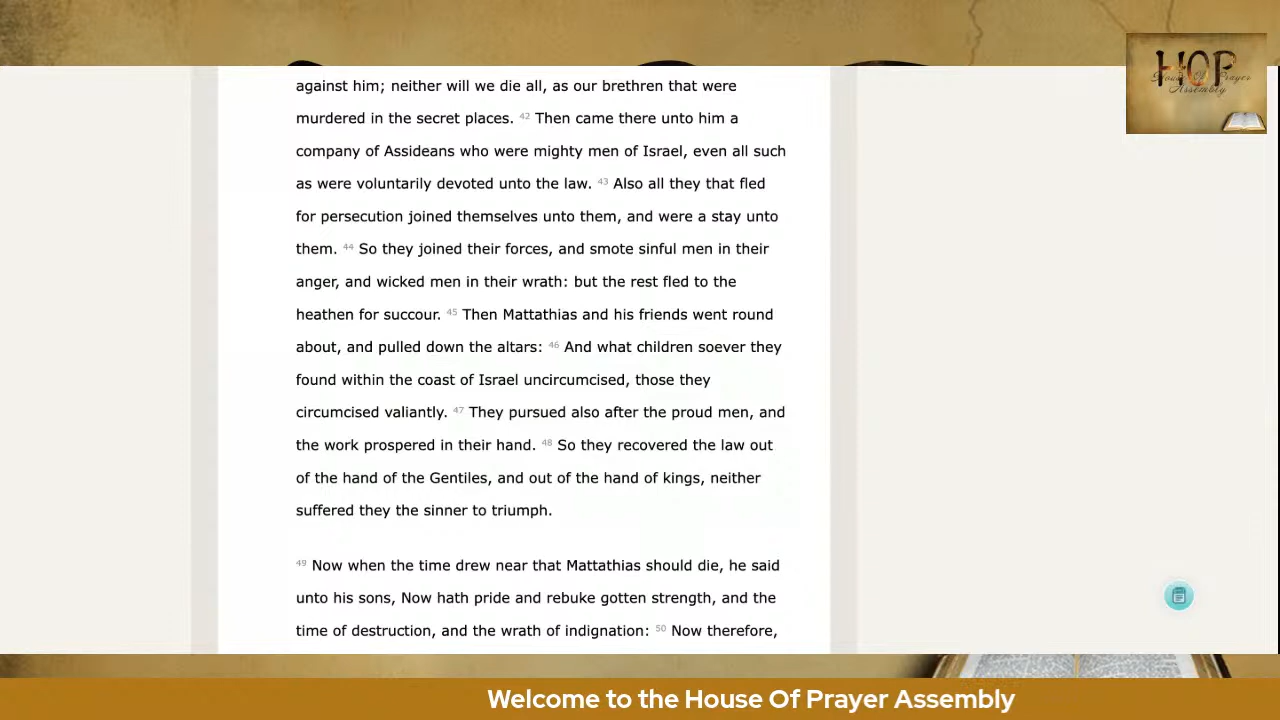 HOP
House Of Prayer
Assembly
against him; neither will we die all, as our brethren that were
murdered in the secret places. 42 Then came there unto him a
company of Assideans who were mighty men of Israel, even all such
as were voluntarily devoted unto the law. 43 Also all they that fled
for persecution joined themselves unto them, and were a stay unto
them. 44 So they joined their forces, and smote sinful men in their
anger, and wicked men in their wrath: but the rest fled to the
heathen for succour. 45 Then Mattathias and his friends went round
about, and pulled down the altars: 46 And what children soever they
found within the coast of Israel uncircumcised, those they
circumcised valiantly. 47 They pursued also after the proud men, and
the work prospered in their hand. 48 So they recovered the law out
of the hand of the Gentiles, and out of the hand of kings, neither
suffered they the sinner to triumph.
49 Now when the time drew near that Mattathias should die, he said
unto his sons, Now hath pride and rebuke gotten strength, and the
time of destruction, and the wrath of indignation: 50 Now therefore,
Welcome to the House Of Prayer Assembly